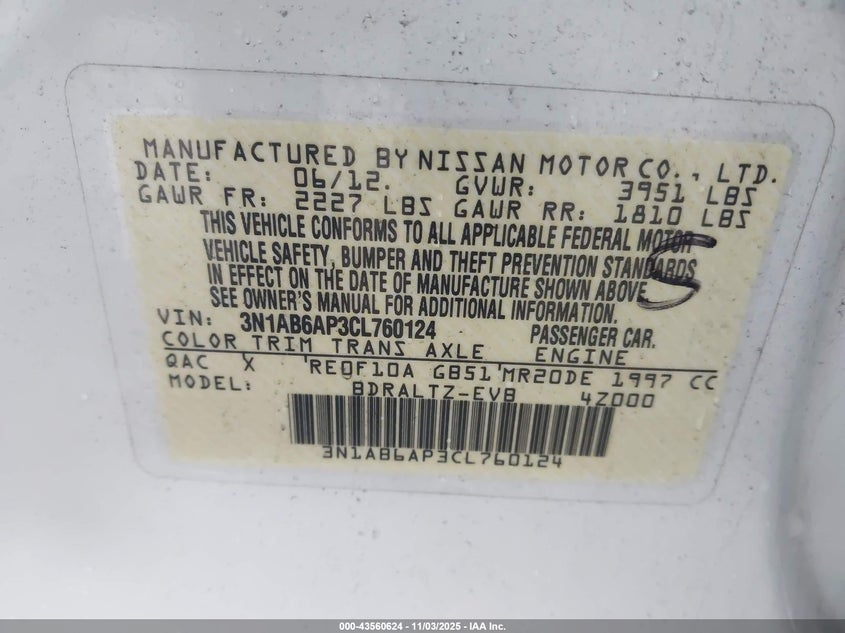 MANUFACTURED BY NISSAN MOTOR CO., LTD.
DATE: 06/12. GVWR: 3951 LBS
GAWR FR: 2227 LBS GAWR RR: 1810 LBS
THIS VEHICLE CONFORMS TO ALL APPLICABLE FEDERAL MOTOR
VEHICLE SAFETY, BUMPER AND THEFT PREVENTION STANDARDS
IN EFFECT ON THE DATE OF MANUFACTURE SHOWN ABOVE
SEE OWNER'S MANUAL FOR ADDITIONAL INFORMATION.
VIN: 3N1AB6AP3CL760124 PASSENGER CAR.
COLOR TRIM TRANS AXLE ENGINE
QAC X RE0F10A GB51 MR20DE 1997 CC
MODEL: BDRALTZ-EVB 4Z000
3N1AB6AP3CL760124
000-43560624 - 11/03/2025 - IAA Inc.